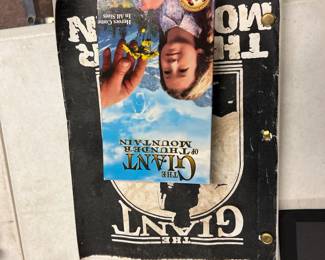 Heroes Come
In All Sizes
THE
GIANT
OF THUNDER
MOUNTAIN
THE
GIANT